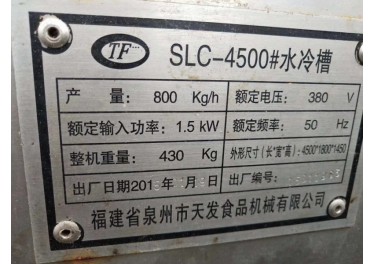 TF SLC-4500#水冷槽
产 量: 800 Kg/h 额定电压: 380 V
额定输入功率: 1.5 kW 额定频率: 50 Hz
整机重量: 430 Kg 外形尺寸(长*宽*高): 4500*1800*1450
出厂日期201 出厂编号:
福建省泉州市天发食品机械有限公司